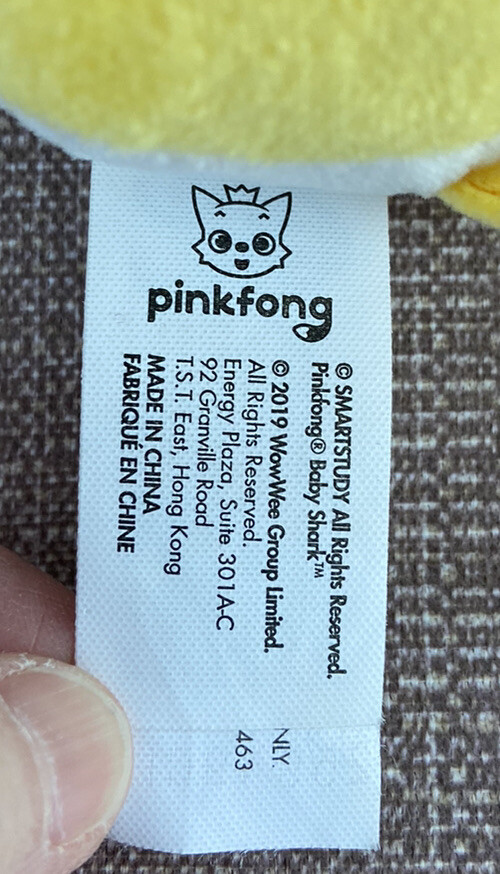 pinkfong
© SMARTSTUDY All Rights Reserved.
Pinkfong® Baby Shark™
© 2019 WowWee Group Limited.
All Rights Reserved.
Energy Plaza, Suite 301A-C
92 Granville Road
T.S.T. East, Hong Kong
MADE IN CHINA
FABRIQUÉ EN CHINE
NLY.
463